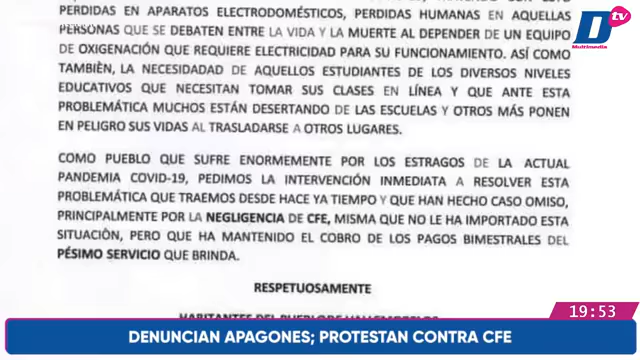 PERDIDAS EN APARATOS ELECTRODOMÉSTICOS, PERDIDAS HUMANAS EN AQUELLAS
PERSONAS QUE SE DEBATEN ENTRE LA VIDA Y LA MUERTE AL DEPENDER DE UN EQUIPO
DE OXIGENACIÓN QUE REQUIERE ELECTRICIDAD PARA SU FUNCIONAMIENTO. ASÍ COMO
TAMBIÈN, LA NECESIDADAD DE AQUELLOS ESTUDIANTES DE LOS DIVERSOS NIVELES
EDUCATIVOS QUE NECESITAN TOMAR SUS CLASES EN LÍNEA Y QUE ANTE ESTA
PROBLEMÁTICA MUCHOS ESTÁN DESERTANDO DE LAS ESCUELAS Y OTROS MÁS PONEN
EN PELIGRO SUS VIDAS AL TRASLADARSE A OTROS LUGARES.
COMO PUEBLO QUE SUFRE ENORMEMENTE POR LOS ESTRAGOS DE LA ACTUAL
PANDEMIA COVID-19, PEDIMOS LA INTERVENCIÓN INMEDIATA A RESOLVER ESTA
PROBLEMÁTICA QUE TRAEMOS DESDE HACE YA TIEMPO Y QUE HAN HECHO CASO OMISO,
PRINCIPALMENTE POR LA NEGLIGENCIA DE CFE, MISMA QUE NO LE HA IMPORTADO ESTA
SITUACIÒN, PERO QUE HA MANTENIDO EL COBRO DE LOS PAGOS BIMESTRALES DEL
PÉSIMO SERVICIO QUE BRINDA.
RESPETUOSAMENTE
D tv
Multimedia
19:53
DENUNCIAN APAGONES; PROTESTAN CONTRA CFE